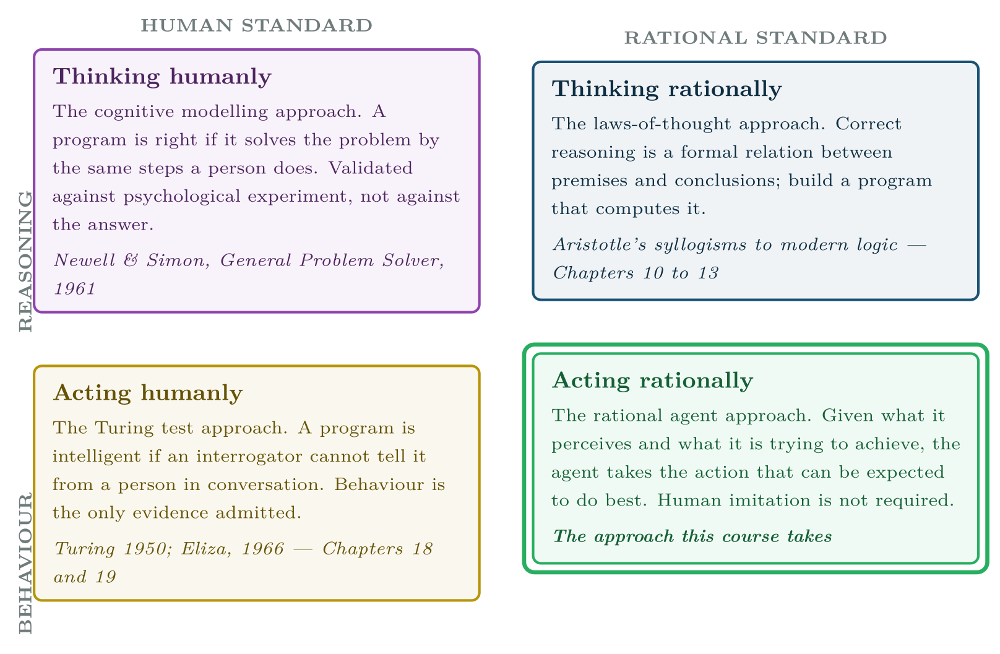 HUMAN STANDARD
RATIONAL STANDARD
REASONING
Thinking humanly
The cognitive modelling approach. A
program is right if it solves the problem by
the same steps a person does. Validated
against psychological experiment, not against
the answer.
Newell & Simon, General Problem Solver,
1961
Thinking rationally
The laws-of-thought approach. Correct
reasoning is a formal relation between
premises and conclusions; build a program
that computes it.
Aristotle's syllogisms to modern logic —
Chapters 10 to 13
BEHAVIOUR
Acting humanly
The Turing test approach. A program is
intelligent if an interrogator cannot tell it
from a person in conversation. Behaviour is
the only evidence admitted.
Turing 1950; Eliza, 1966 — Chapters 18
and 19
Acting rationally
The rational agent approach. Given what it
perceives and what it is trying to achieve, the
agent takes the action that can be expected
to do best. Human imitation is not required.
The approach this course takes